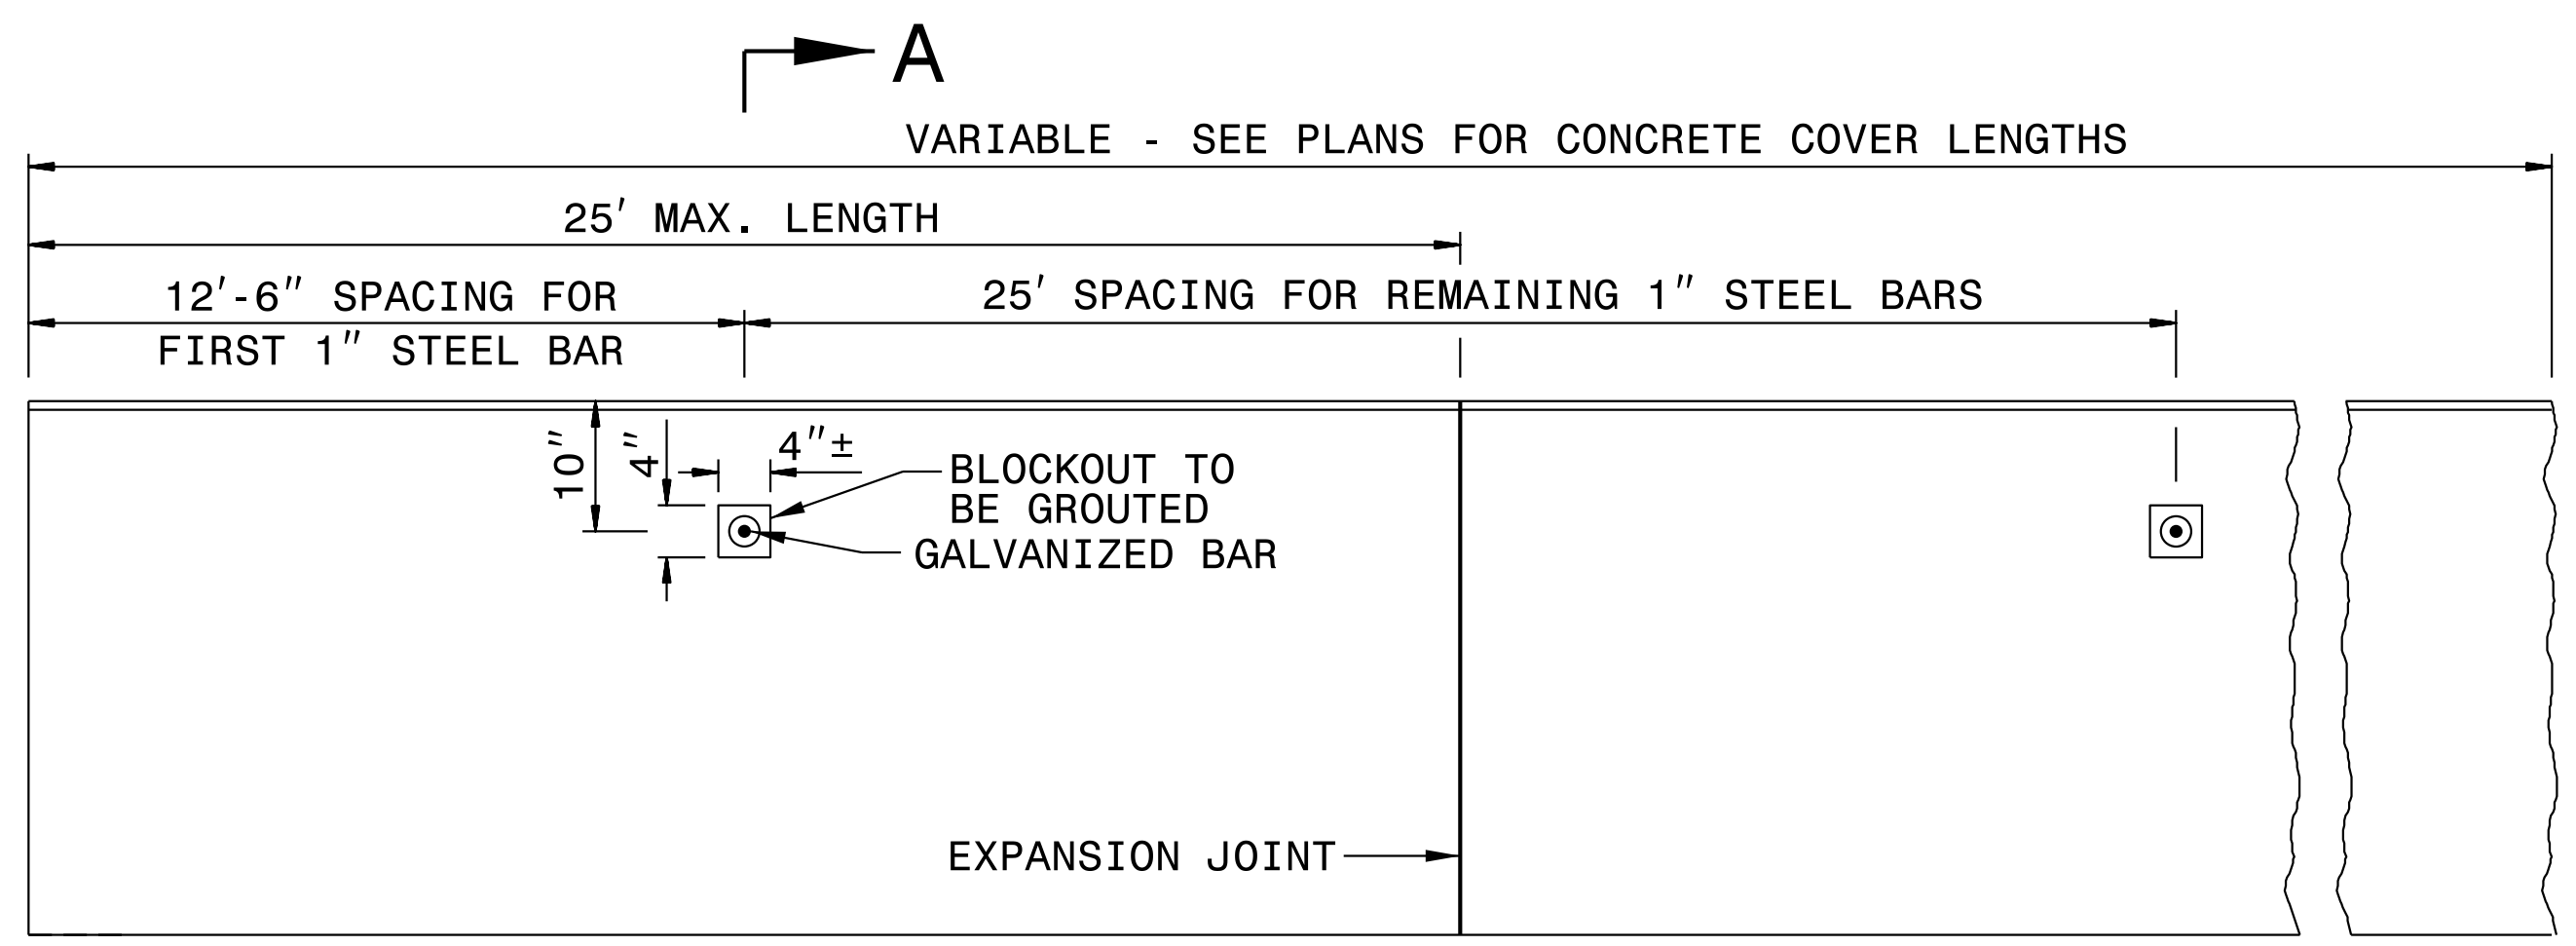 A
VARIABLE - SEE PLANS FOR CONCRETE COVER LENGTHS
25' MAX. LENGTH
12'-6" SPACING FOR
FIRST 1" STEEL BAR
25' SPACING FOR REMAINING 1" STEEL BARS
10"
4"
4"±
BLOCKOUT TO
BE GROUTED
GALVANIZED BAR
EXPANSION JOINT